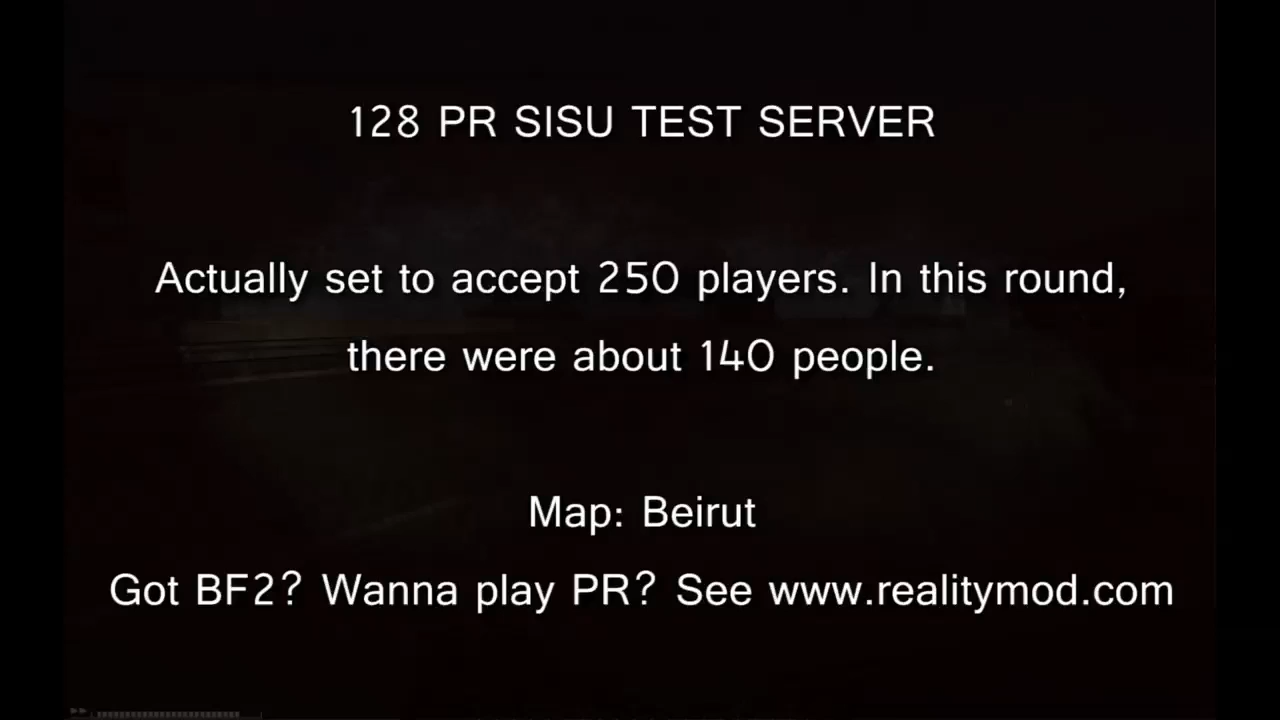 128 PR SISU TEST SERVER
Actually set to accept 250 players. In this round,
there were about 140 people.
Map: Beirut
Got BF2? Wanna play PR? See www.realitymod.com